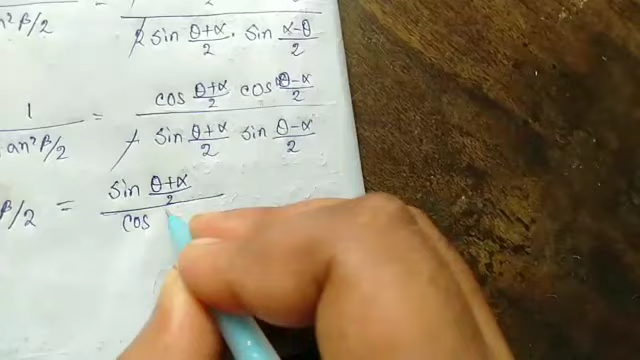 n²β/2 = 2 sin (θ+α)/2 · sin (α-θ)/2
1/(an²β/2) = (cos (θ+α)/2 cos (θ-α)/2)/(- sin (θ+α)/2 sin (θ-α)/2)
β/2 = (sin (θ+α)/2)/(cos